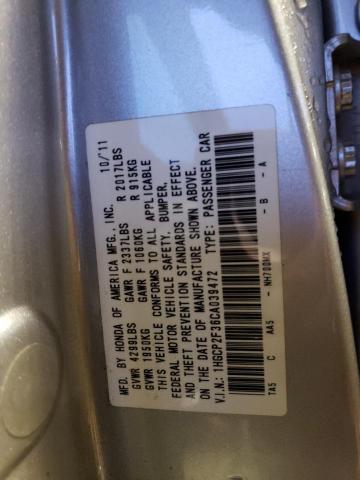 MFD. BY HONDA OF AMERICA MFG., INC. 10/11
GVWR 4299LBS GAWR F 2337LBS R 2017LBS
GVWR 1950KG GAWR F 1060KG R 915KG
THIS VEHICLE CONFORMS TO ALL APPLICABLE
FEDERAL MOTOR VEHICLE SAFETY, BUMPER,
AND THEFT PREVENTION STANDARDS IN EFFECT
ON THE DATE OF MANUFACTURE SHOWN ABOVE.
V.I.N.: 1HGCP2F36CA039472 TYPE: PASSENGER CAR
TA5 C AA5 - NH700MX - B - A